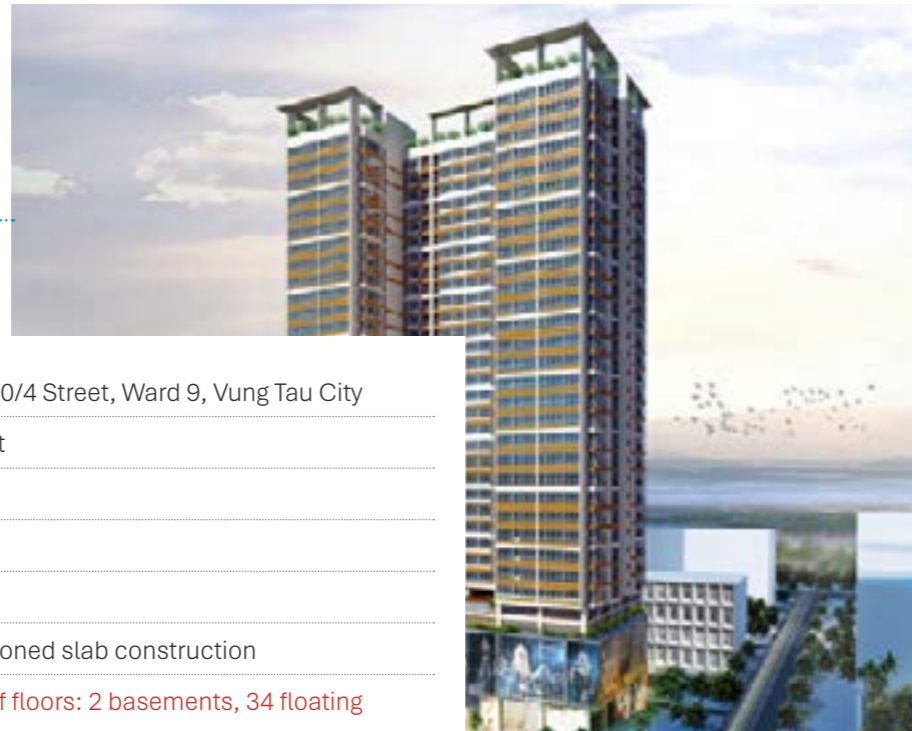 0/4 Street, Ward 9, Vung Tau City
t
oned slab construction
f floors: 2 basements, 34 floating